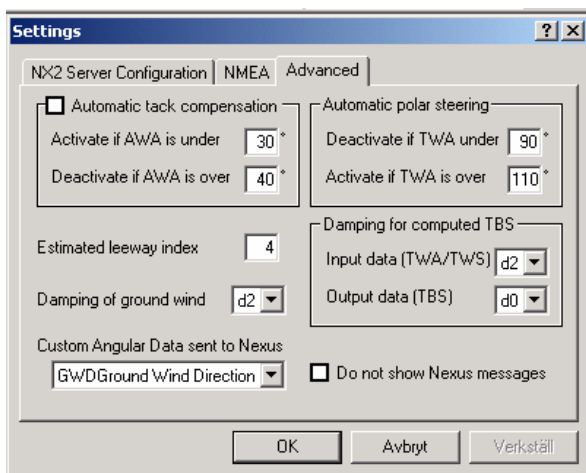 Settings
? X
NX2 Server Configuration NMEA Advanced
Automatic tack compensation
Activate if AWA is under 30 °
Deactivate if AWA is over 40 °
Automatic polar steering
Deactivate if TWA under 90 °
Activate if TWA is over 110 °
Estimated leeway index 4
Damping of ground wind d2
Damping for computed TBS
Input data (TWA/TWS) d2
Output data (TBS) d0
Custom Angular Data sent to Nexus
GWDGround Wind Direction
Do not show Nexus messages
OK Avbryt Verkställ